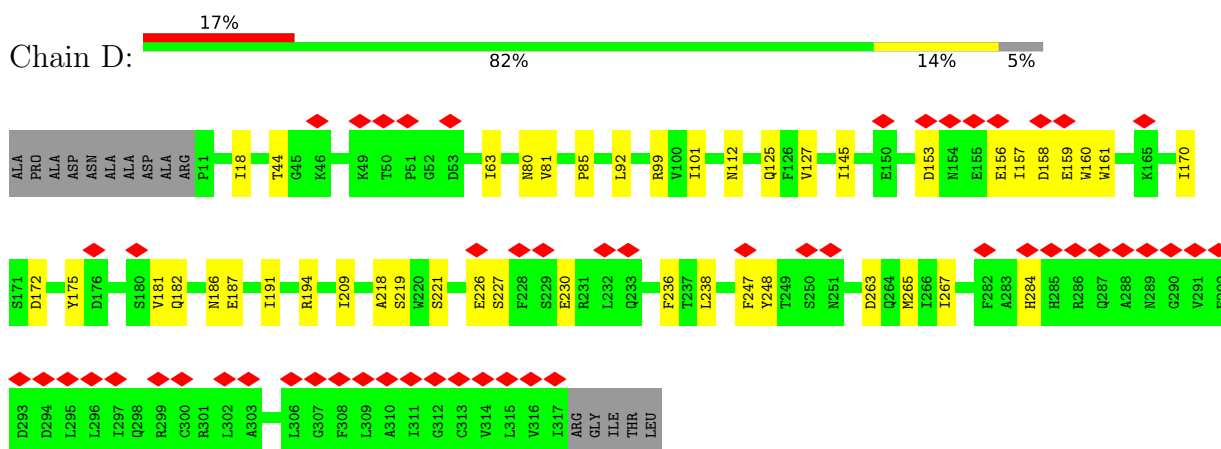 17%
Chain D:
82% 14% 5%
ALA PRO ALA ASP ASN ALA ALA ASP ALA ARG P11 I18 T44 G45 K46 K49 T50 P51 G52 D53 I63 N80 V81 P85 L92 R99 V100 I101 N112 Q125 F126 V127 I145 E150 D153 N154 E155 E156 I157 D158 E159 W160 W161 K165 I170
S171 D172 Y175 D176 S180 V181 Q182 N186 E187 I191 R194 I209 A218 S219 W220 S221 E226 S227 F228 S229 E230 R231 L232 Q233 F236 T237 L238 F247 Y248 T249 S250 N251 D263 Q264 M265 I266 I267 F282 A283 H284 H285 R286 Q287 A288 N289 G290 V291
D293 D294 L295 L296 I297 Q298 R299 C300 R301 L302 A303 L306 G307 F308 L309 A310 I311 G312 C313 V314 L315 V316 I317 ARG GLY ILE THR LEU